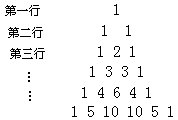 第一行 1
第二行 1 1
第三行 1 2 1
⋮ 1 3 3 1
⋮ 1 4 6 4 1
1 5 10 10 5 1